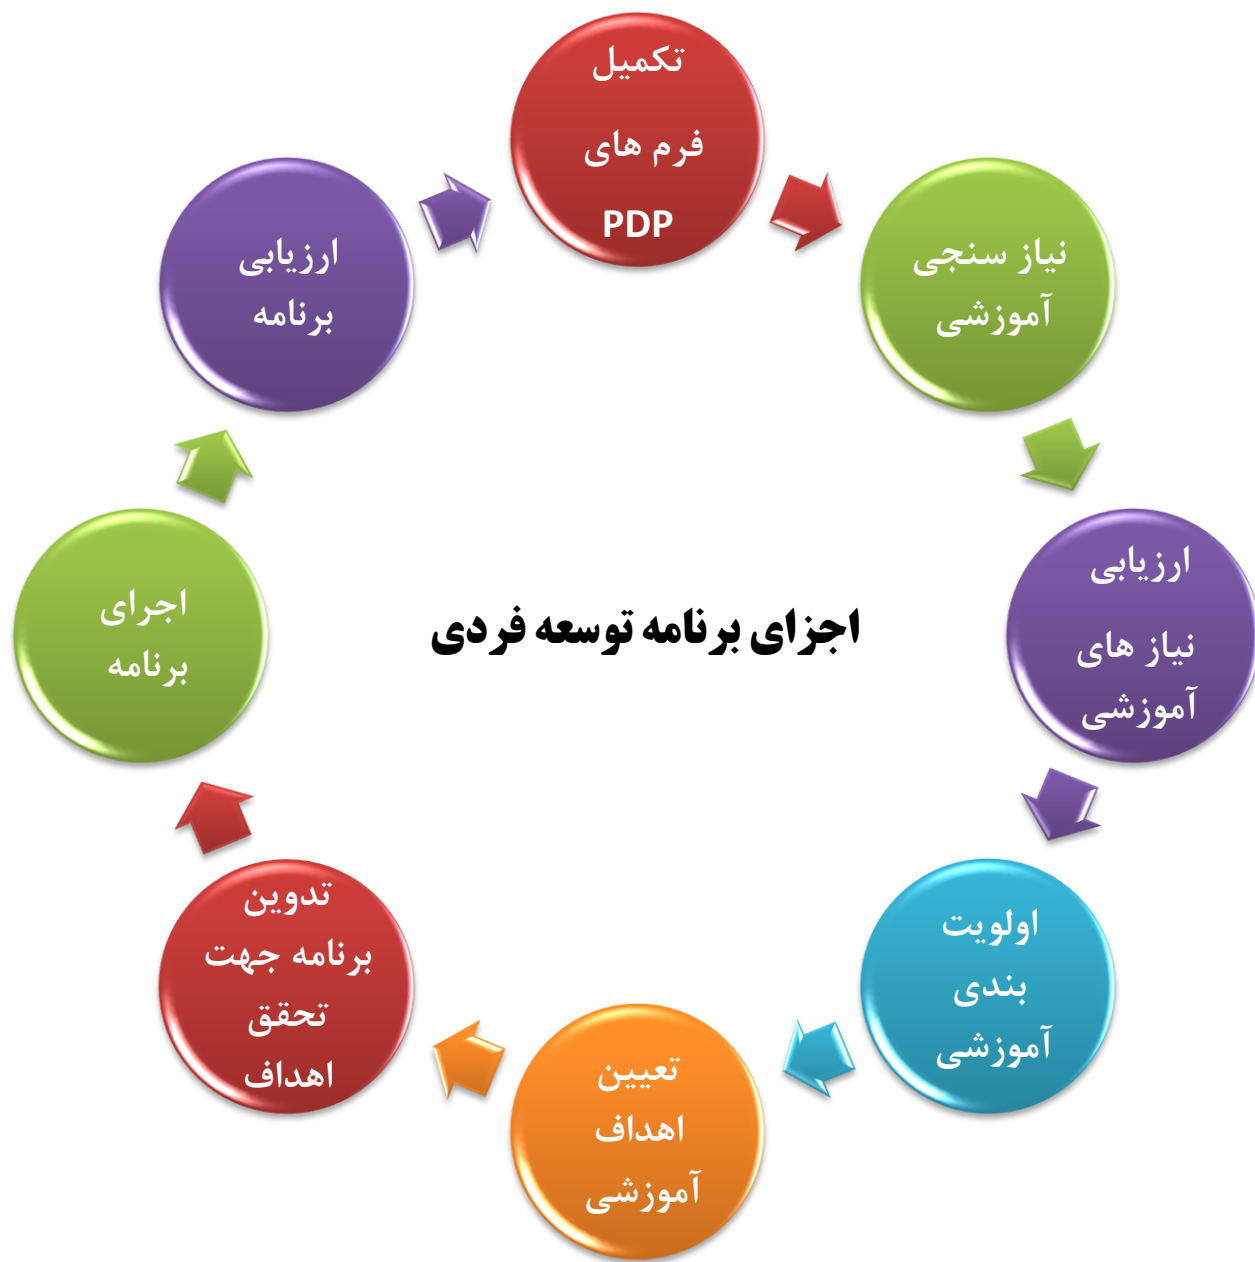 تکمیل
فرم های
PDP
نیاز سنجی
آموزشی
ارزیابی
نیاز های
آموزشی
اولویت
بندی
آموزشی
تعیین
اهداف
آموزشی
تدوین
برنامه جهت
تحقق
اهداف
اجرای
برنامه
ارزیابی
برنامه
اجزای برنامه توسعه فردی